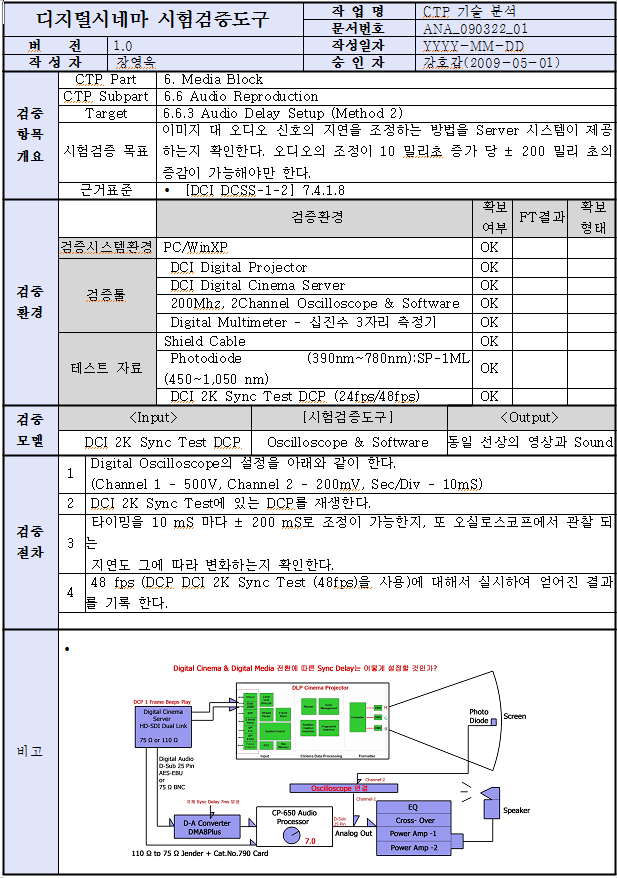 디지털시네마 시험검증도구
작 업 명 CTP 기술 분석
문서번호 ANA_090322_01
버 전 1.0 작성일자 YYYY-MM-DD
작 성 자 장영욱 승 인 자 강호갑(2009-05-01)
검증 항목 개요
CTP Part 6. Media Block
CTP Subpart 6.6 Audio Reproduction
Target 6.6.3 Audio Delay Setup (Method 2)
시험검증 목표
이미지 대 오디오 신호의 지연을 조정하는 방법을 Server 시스템이 제공
하는지 확인한다. 오디오의 조정이 10 밀리초 증가 당 ± 200 밀리 초의
증감이 가능해야만 한다.
근거표준 • [DCI DCSS-1-2] 7.4.1.8
검증 환경
검증환경 확보 여부 FT결과 확보 형태
검증시스템환경 PC/WinXP OK
검증툴
DCI Digital Projector OK
DCI Digital Cinema Server OK
200Mhz, 2Channel Oscilloscope & Software OK
Digital Multimeter - 십진수 3자리 측정기 OK
테스트 자료
Shield Cable OK
Photodiode (390nm~780nm):SP-1ML
(450~1,050 nm) OK
DCI 2K Sync Test DCP (24fps/48fps) OK
검증 모델
<Input> [시험검증도구] <Output>
DCI 2K Sync Test DCP Oscilloscope & Software 동일 선상의 영상과 Sound
검증 절차
1 Digital Oscilloscope의 설정을 아래와 같이 한다.
(Channel 1 - 500V, Channel 2 - 200mV, Sec/Div - 10mS)
2 DCI 2K Sync Test에 있는 DCP를 재생한다.
3 타이밍을 10 mS 마다 ± 200 mS로 조정이 가능한지, 또 오실로스코프에서 관찰 되
는
지연도 그에 따라 변화하는지 확인한다.
4 48 fps (DCP DCI 2K Sync Test (48fps)을 사용)에 대해서 실시하여 얻어진 결과
를 기록 한다.
비고
•
Digital Cinema & Digital Media 전환에 따른 Sync Delay는 어떻게 설정할 것인가?
DLP Cinema Projector
DCP 1 Frame Beeps Play
Digital Cinema
Server
HD-SDI Dual Link
75 Ω or 110 Ω
Input
Cinema Data Processing
Formatter
Photo
Diode
Screen
Digital Audio
D-Sub 25 Pin
AES-EBU
or
75 Ω BNC
Channel-2
Oscilloscope 연결
Channel-1
D-A Converter
DMA8Plus
CP-650 Audio
Processor
7.0
D-Sub
25 Pin
Analog Out
EQ
Cross- Over
Power Amp -1
Power Amp -2
Speaker
110 Ω to 75 Ω Jender + Cat.No.790 Card